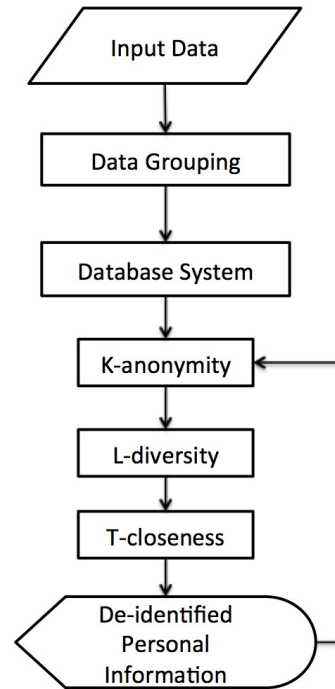 Input Data
Data Grouping
Database System
K-anonymity
L-diversity
T-closeness
De-identified
Personal
Information